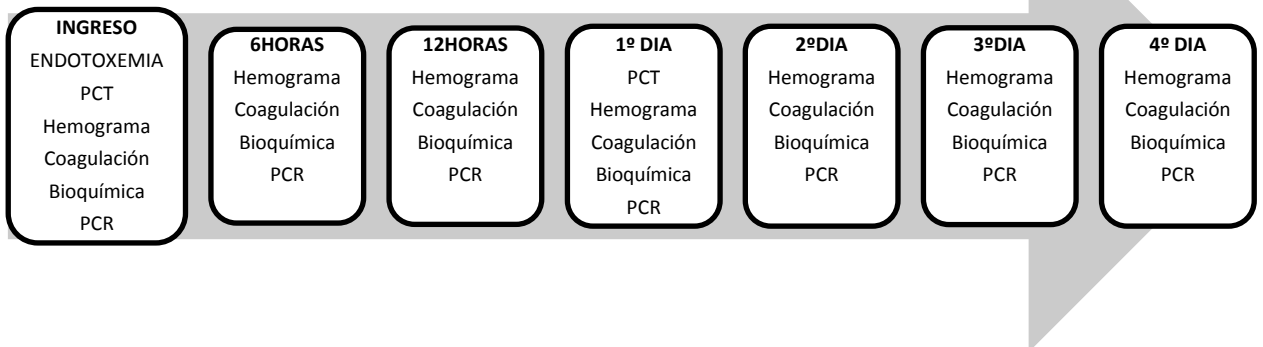 INGRESO
ENDOTOXEMIA
PCT
Hemograma
Coagulación
Bioquímica
PCR
6HORAS
Hemograma
Coagulación
Bioquímica
PCR
12HORAS
Hemograma
Coagulación
Bioquímica
PCR
1º DIA
PCT
Hemograma
Coagulación
Bioquímica
PCR
2ºDIA
Hemograma
Coagulación
Bioquímica
PCR
3ºDIA
Hemograma
Coagulación
Bioquímica
PCR
4º DIA
Hemograma
Coagulación
Bioquímica
PCR